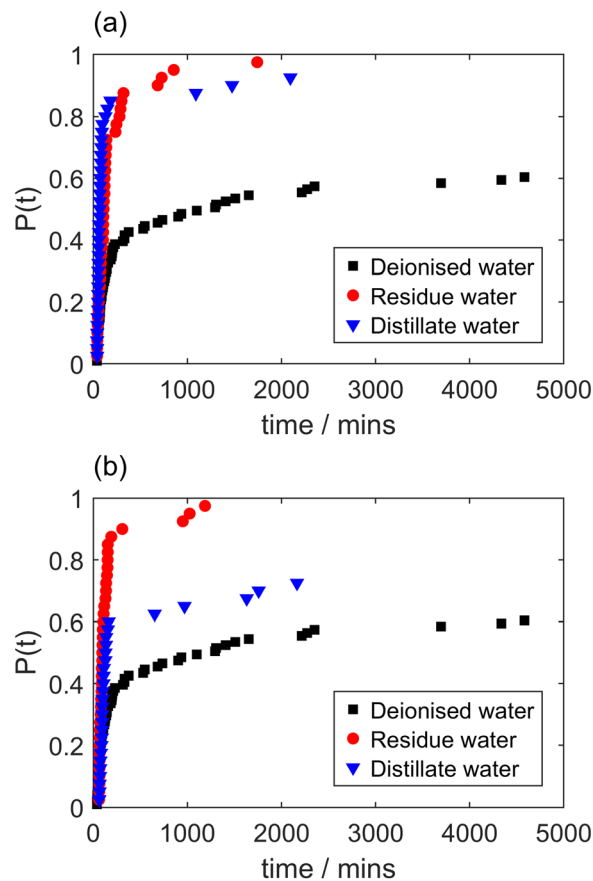 (a)
1
0.8
0.6
0.4
0.2
0
P(t)
Deionised water
Residue water
Distillate water
0 1000 2000 3000 4000 5000
time / mins
(b)
1
0.8
0.6
0.4
0.2
0
P(t)
Deionised water
Residue water
Distillate water
0 1000 2000 3000 4000 5000
time / mins